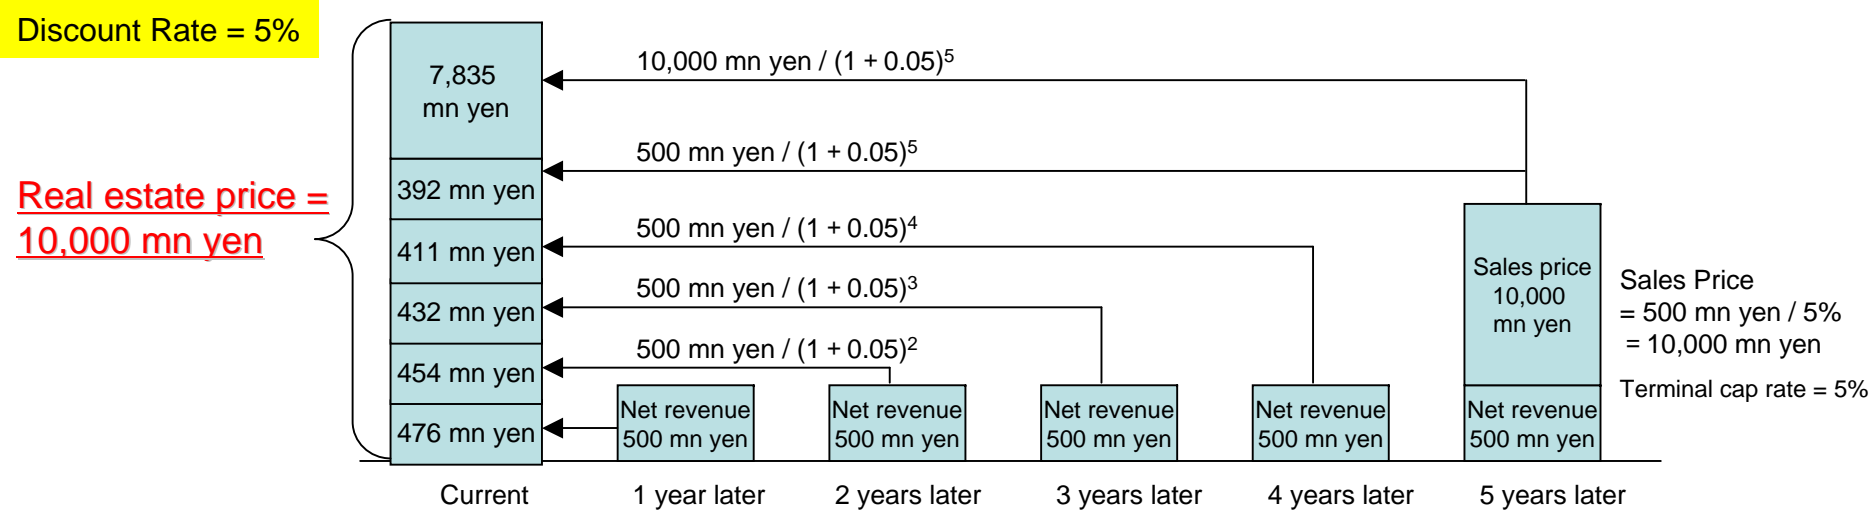 Discount Rate = 5%
Real estate price =
10,000 mn yen
7,835
mn yen
392 mn yen
411 mn yen
432 mn yen
454 mn yen
476 mn yen
10,000 mn yen / (1 + 0.05)⁵
500 mn yen / (1 + 0.05)⁵
500 mn yen / (1 + 0.05)⁴
500 mn yen / (1 + 0.05)³
500 mn yen / (1 + 0.05)²
Net revenue
500 mn yen
Net revenue
500 mn yen
Net revenue
500 mn yen
Net revenue
500 mn yen
Sales price
10,000
mn yen
Net revenue
500 mn yen
Sales Price
= 500 mn yen / 5%
= 10,000 mn yen
Terminal cap rate = 5%
Current
1 year later
2 years later
3 years later
4 years later
5 years later